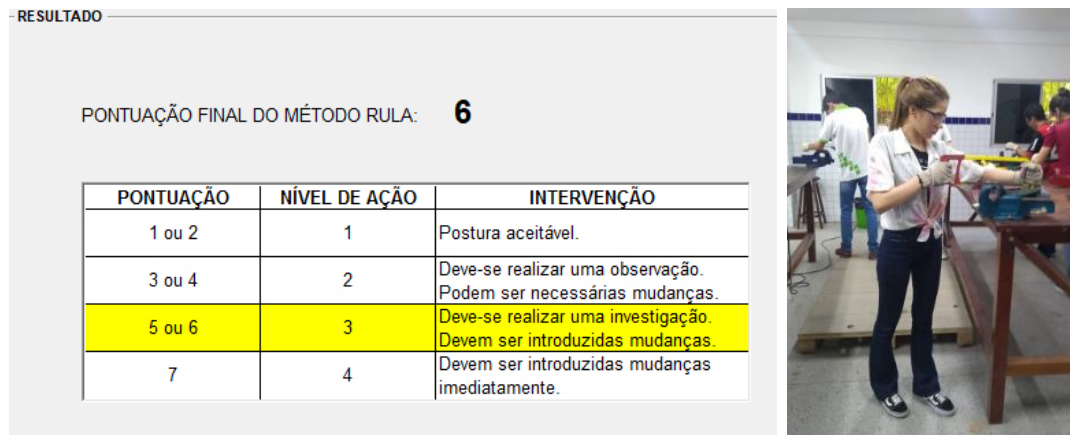 RESULTADO
PONTUAÇÃO FINAL DO MÉTODO RULA: 6
PONTUAÇÃO NÍVEL DE AÇÃO INTERVENÇÃO
1 ou 2 1 Postura aceitável.
3 ou 4 2 Deve-se realizar uma observação.
Podem ser necessárias mudanças.
5 ou 6 3 Deve-se realizar uma investigação.
Devem ser introduzidas mudanças.
7 4 Devem ser introduzidas mudanças
imediatamente.